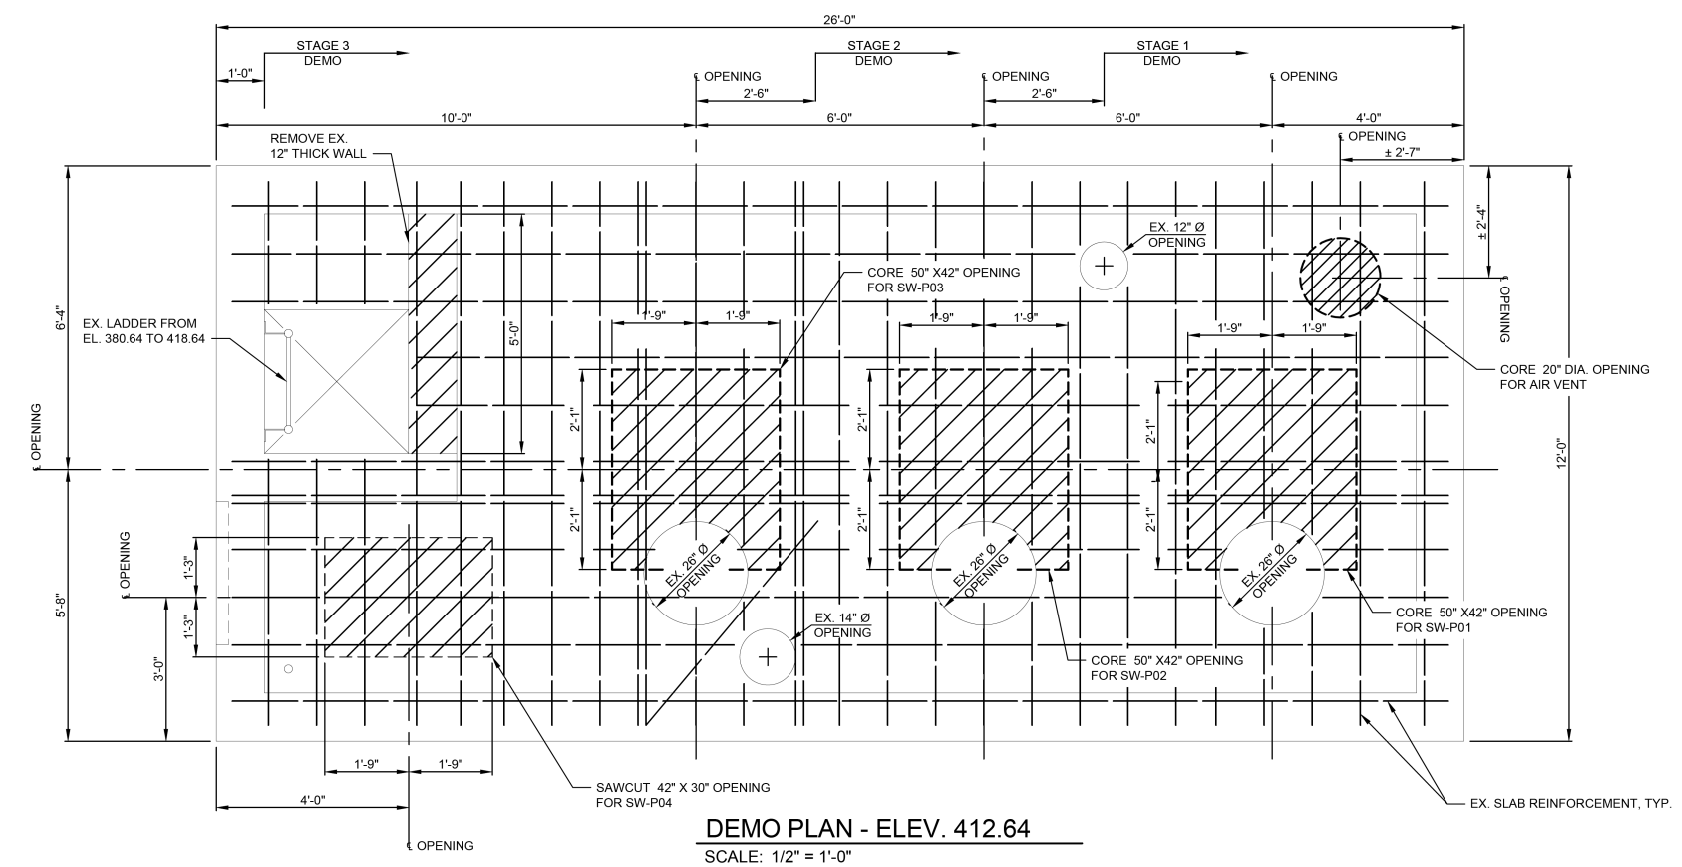 26'-0"
STAGE 3
DEMO
STAGE 2
DEMO
STAGE 1
DEMO
1'-0"
℄ OPENING
℄ OPENING
℄ OPENING
2'-6"
2'-6"
10'-0"
6'-0"
6'-0"
4'-0"
REMOVE EX.
12" THICK WALL
℄ OPENING
± 2'-7"
± 2'-4"
EX. 12" Ø
OPENING
CORE 50" X42" OPENING
FOR SW-P03
℄ OPENING
6'-4"
EX. LADDER FROM
EL. 380.64 TO 418.64
5'-0"
1'-9"
1'-9"
1'-9"
1'-9"
1'-9"
1'-9"
CORE 20" DIA. OPENING
FOR AIR VENT
℄ OPENING
2'-1"
2'-1"
2'-1"
12'-0"
2'-1"
2'-1"
2'-1"
℄ OPENING
1'-3"
EX. 26" Ø
OPENING
EX. 26" Ø
OPENING
EX. 26" Ø
OPENING
5'-8"
1'-3"
EX. 14" Ø
OPENING
CORE 50" X42" OPENING
FOR SW-P01
3'-0"
CORE 50" X42" OPENING
FOR SW-P02
1'-9"
1'-9"
SAWCUT 42" X 30" OPENING
FOR SW-P04
4'-0"
EX. SLAB REINFORCEMENT, TYP.
℄ OPENING
DEMO PLAN - ELEV. 412.64
SCALE: 1/2" = 1'-0"